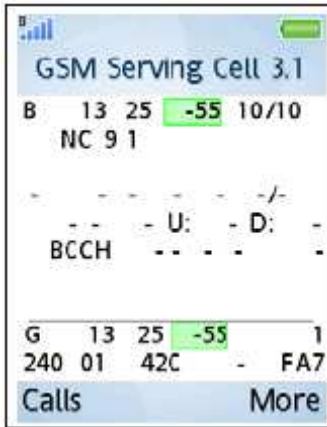 GSM Serving Cell 3.1
B 13 25 -55 10/10
NC 9 1
- - - - - - -/-
- - - U: - D: -
BCCH - - - - -
G 13 25 -55 1
240 01 42C - FA7
Calls More